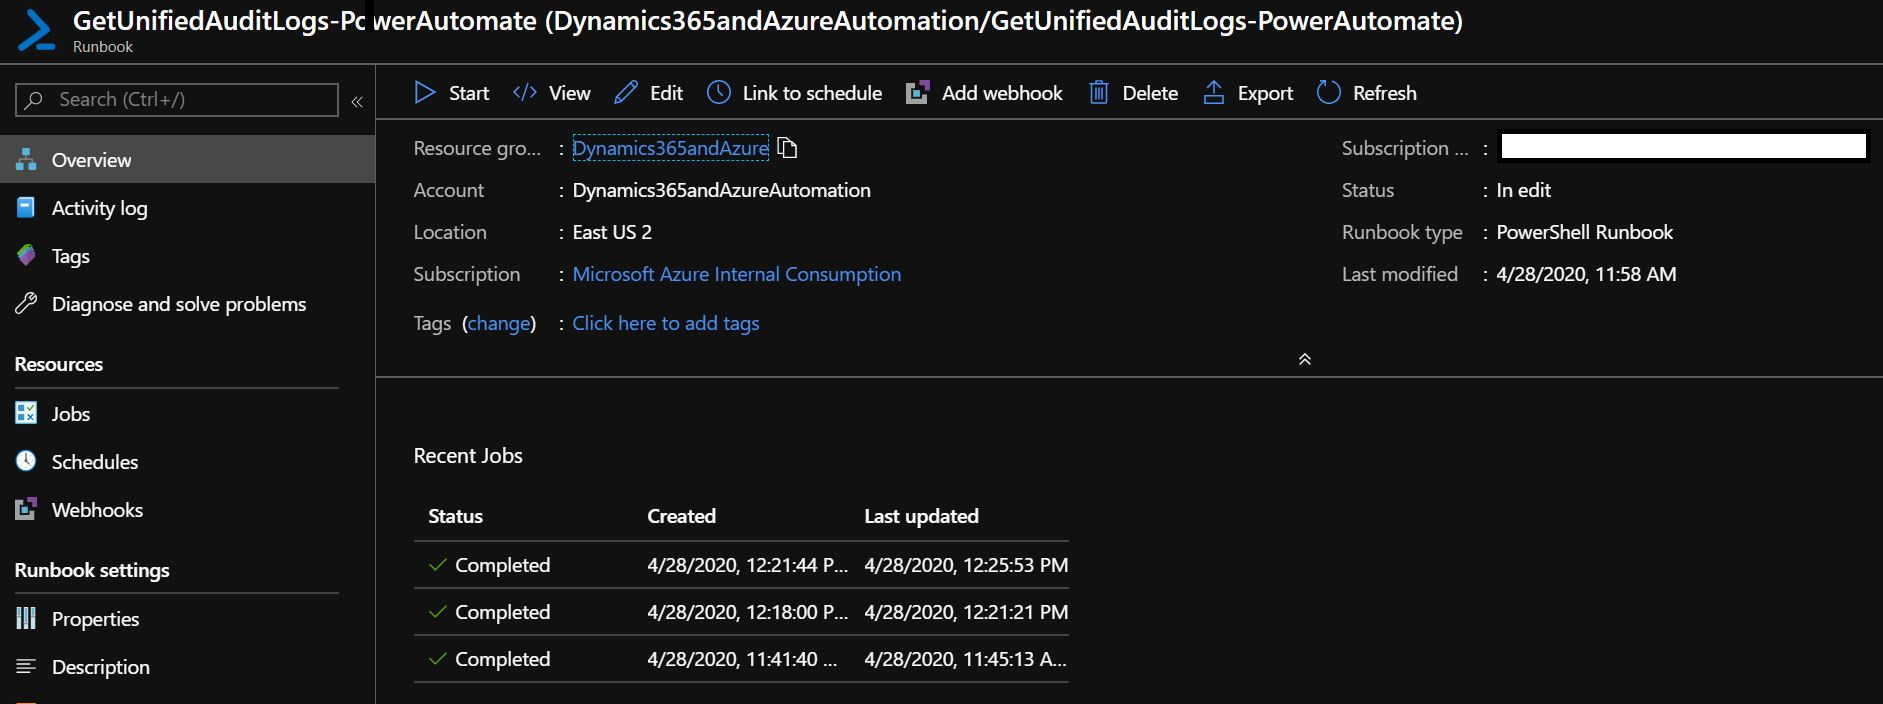 GetUnifiedAuditLogs-PowerAutomate (Dynamics365andAzureAutomation/GetUnifiedAuditLogs-PowerAutomate)
Runbook
Search (Ctrl+/)
«
Start
View
Edit
Link to schedule
Add webhook
Delete
Export
Refresh
Overview
Activity log
Tags
Diagnose and solve problems
Resources
Jobs
Schedules
Webhooks
Runbook settings
Properties
Description
Resource gro... : Dynamics365andAzure
Account : Dynamics365andAzureAutomation
Location : East US 2
Subscription : Microsoft Azure Internal Consumption
Tags (change) : Click here to add tags
Subscription ... :
Status : In edit
Runbook type : PowerShell Runbook
Last modified : 4/28/2020, 11:58 AM
Recent Jobs
Status Created Last updated
Completed 4/28/2020, 12:21:44 P... 4/28/2020, 12:25:53 PM
Completed 4/28/2020, 12:18:00 P... 4/28/2020, 12:21:21 PM
Completed 4/28/2020, 11:41:40 ... 4/28/2020, 11:45:13 A...